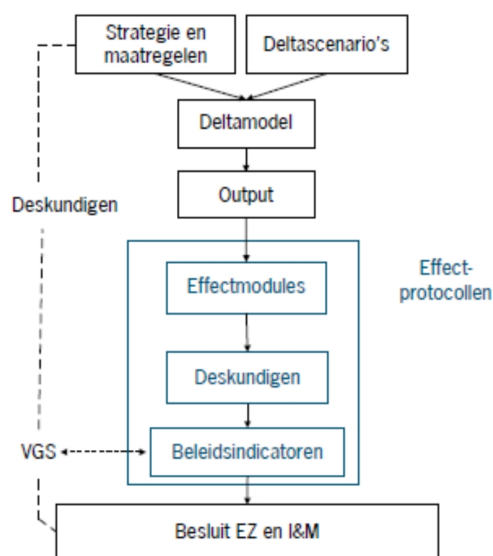 Strategie en
maatregelen
Deltascenario's
Deltamodel
Output
Deskundigen
Effectmodules
Effect-
protocollen
Deskundigen
VGS
Beleidsindicatoren
Besluit EZ en I&M